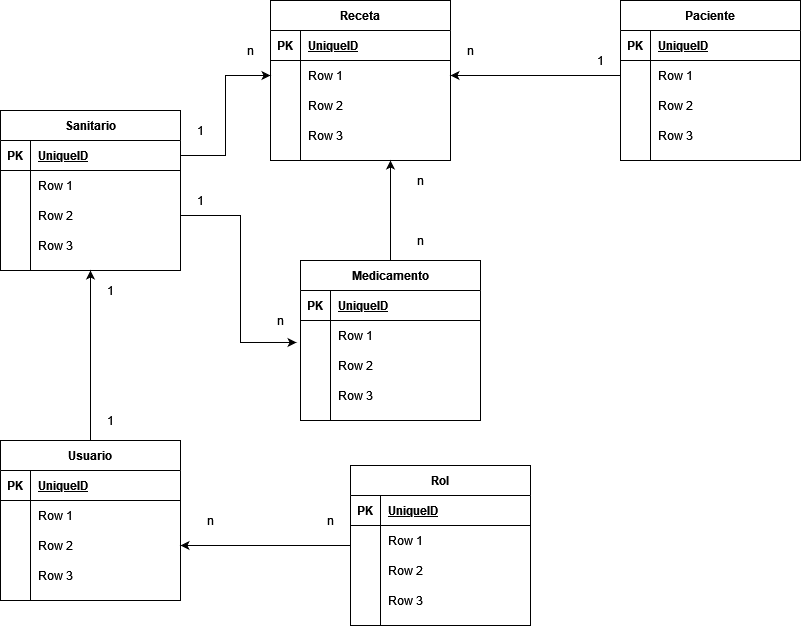 Receta
PK UniqueID
Row 1
Row 2
Row 3
Paciente
PK UniqueID
Row 1
Row 2
Row 3
n
n
1
Sanitario
PK UniqueID
Row 1
Row 2
Row 3
1
1
n
n
n
Medicamento
PK UniqueID
Row 1
Row 2
Row 3
1
1
Usuario
PK UniqueID
Row 1
Row 2
Row 3
n
n
Rol
PK UniqueID
Row 1
Row 2
Row 3